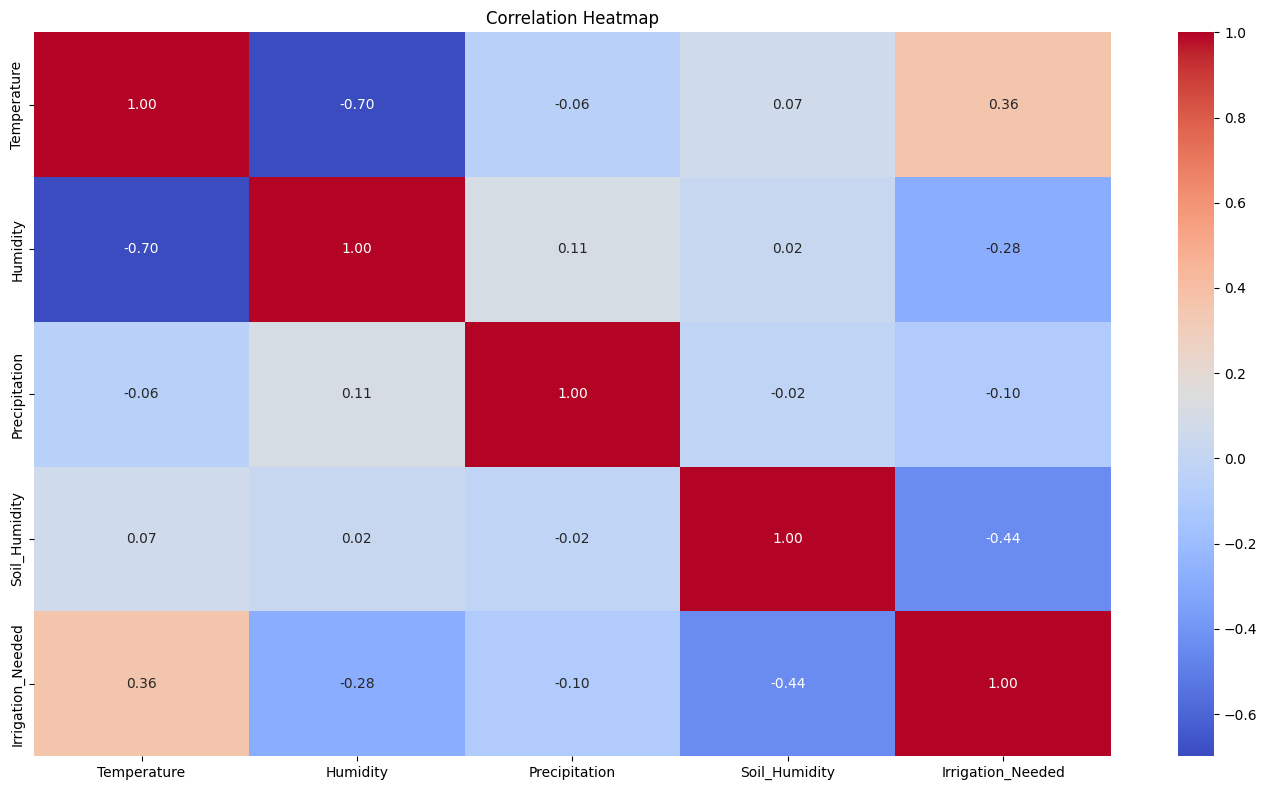 Correlation Heatmap
Temperature
1.00 -0.70 -0.06 0.07 0.36
Humidity
-0.70 1.00 0.11 0.02 -0.28
Precipitation
-0.06 0.11 1.00 -0.02 -0.10
Soil_Humidity
0.07 0.02 -0.02 1.00 -0.44
Irrigation_Needed
0.36 -0.28 -0.10 -0.44 1.00
Temperature Humidity Precipitation Soil_Humidity Irrigation_Needed
1.0
0.8
0.6
0.4
0.2
0.0
−0.2
−0.4
−0.6